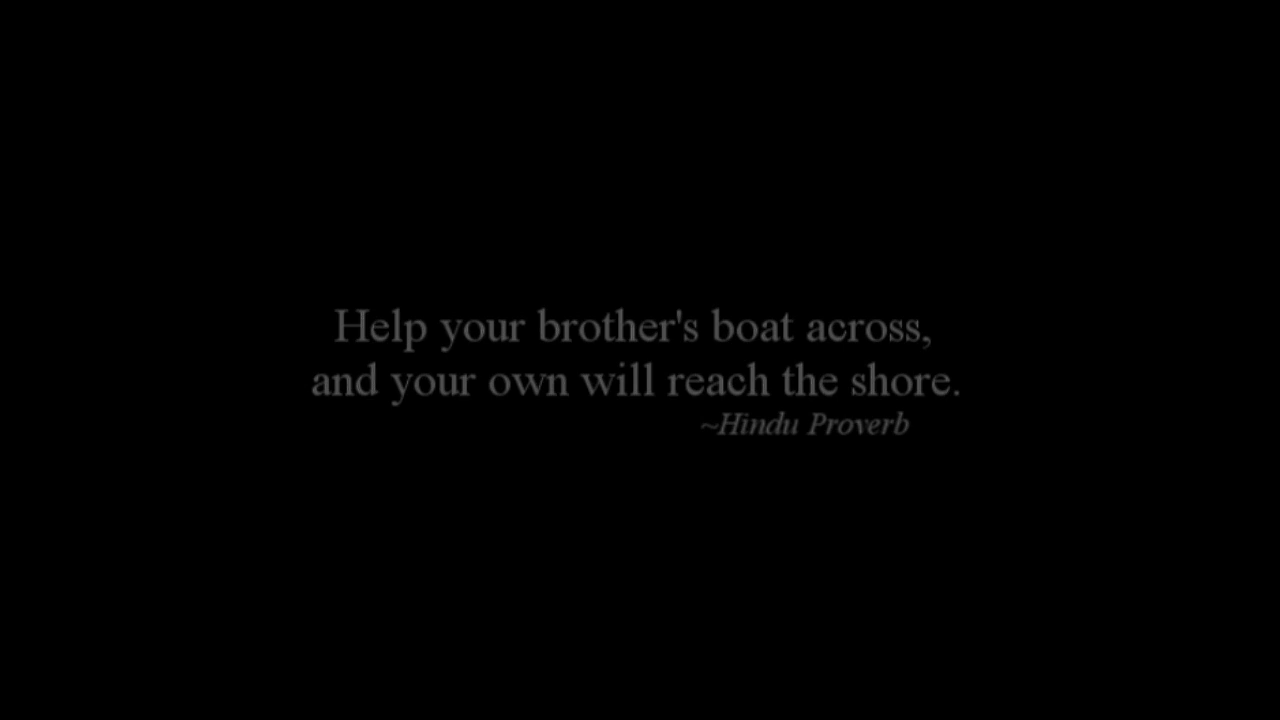 Help your brother's boat across,
and your own will reach the shore.
~Hindu Proverb